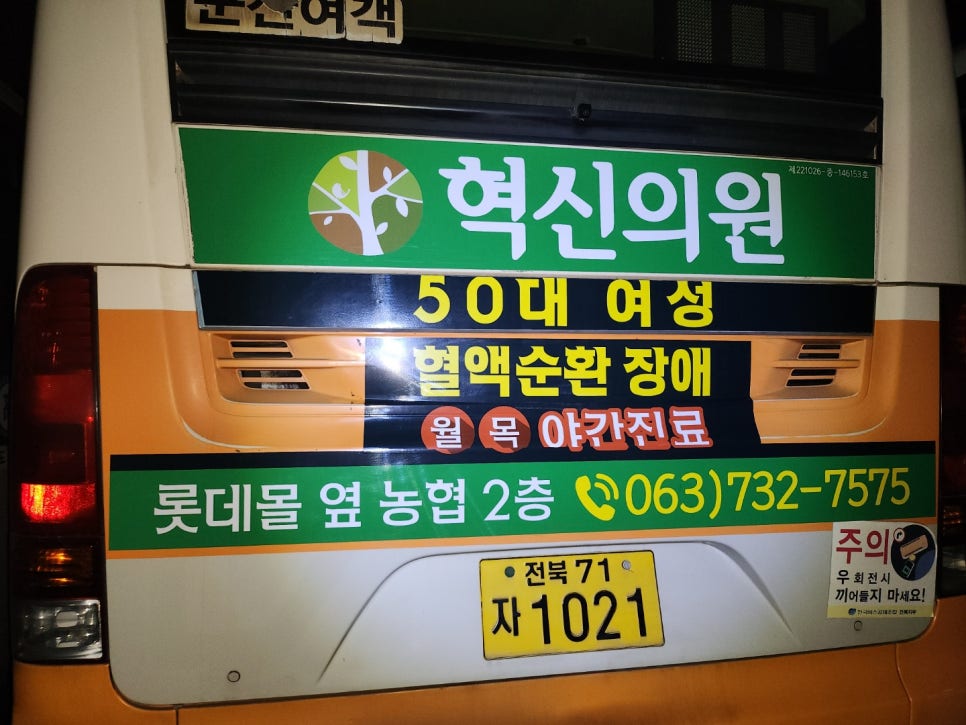 여객
혁신의원
제221026-중-146153호
50대 여성
혈액순환 장애
월 목 야간진료
롯데몰 옆 농협 2층 063)732-7575
주의
우회전시
끼어들지 마세요!
전북 71
자 1021